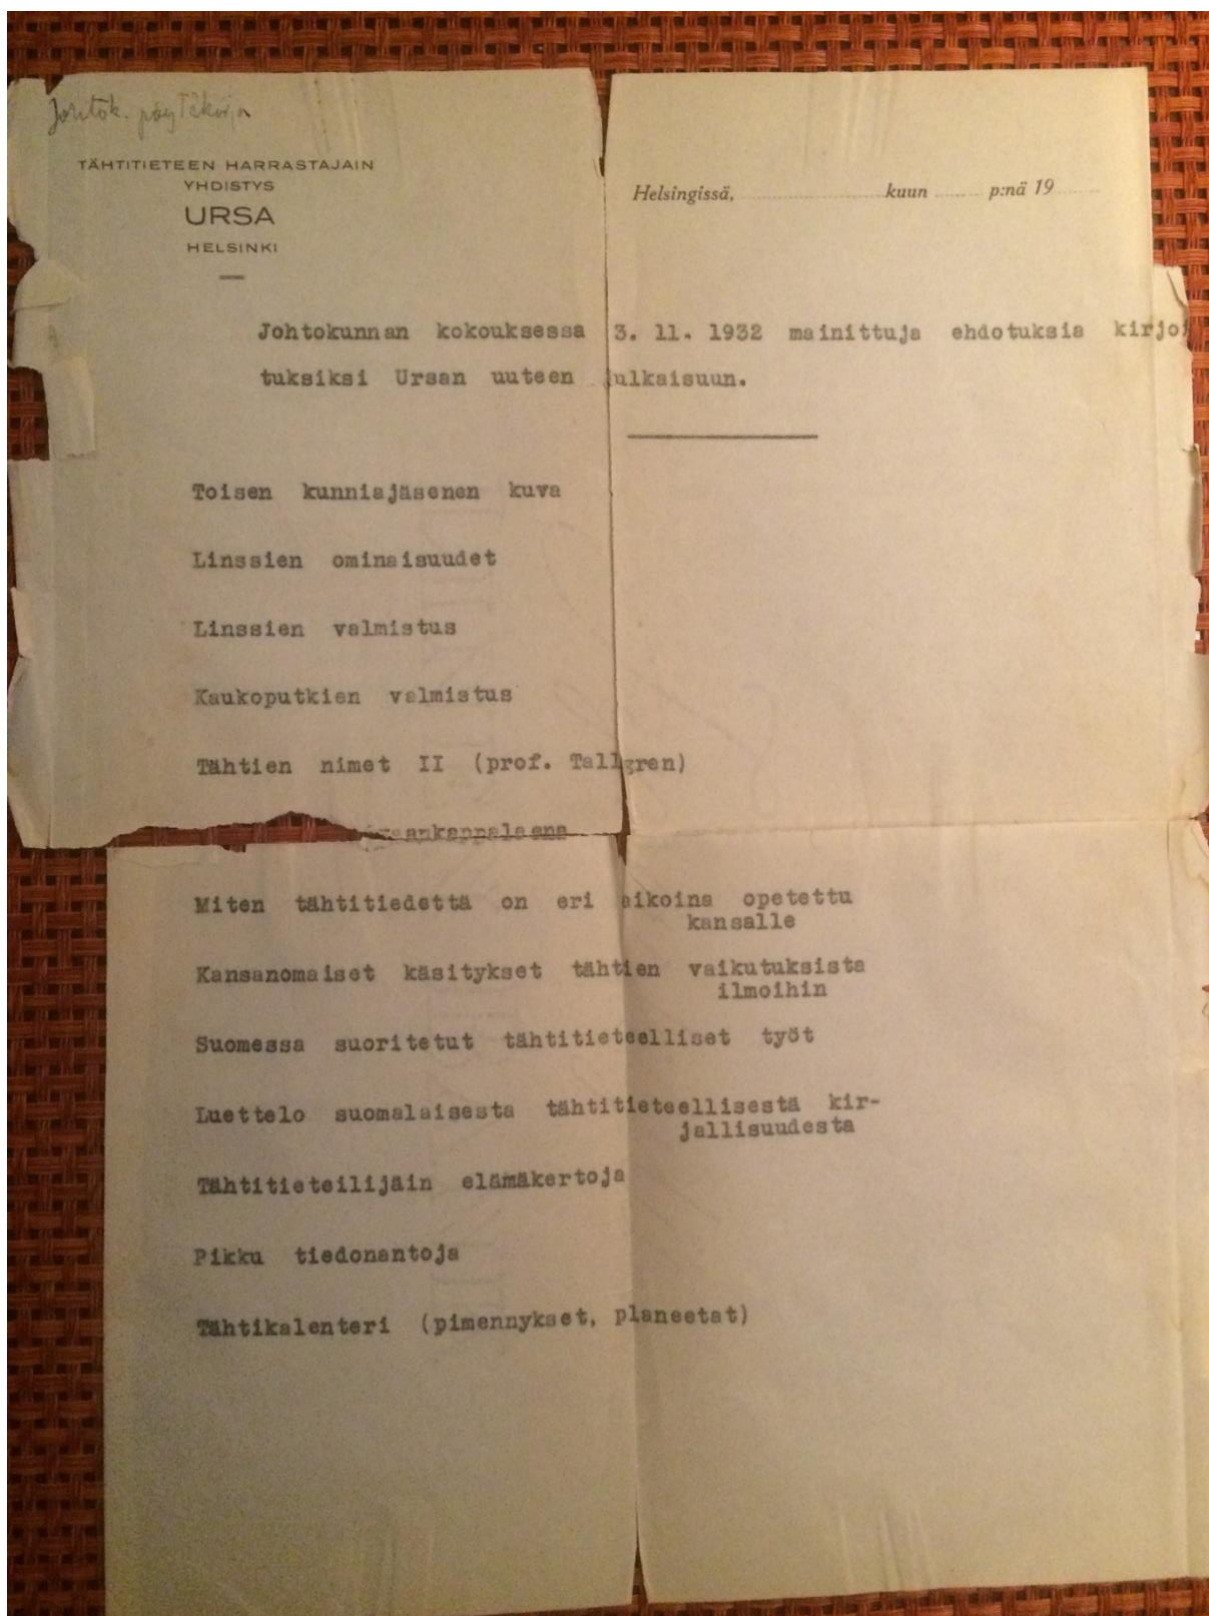 Johtok. pöytäkirja
TÄHTITIETEEN HARRASTAJAIN
YHDISTYS
URSA
HELSINKI
Helsingissä, ........ kuun ........ p:nä 19 ........
Johtokunnan kokouksessa 3. 11. 1932 mainittuja ehdotuksia kirjoi
tuksiksi Ursan uuteen julkaisuun.
Toisen kunniajäsenen kuva
Linssien ominaisuudet
Linssien valmistus
Kaukoputkien valmistus
Tähtien nimet II (prof. Tallgren)
Miten tähtitiedettä on eri aikoina opetettu
kansalle
Kansanomaiset käsitykset tähtien vaikutuksista
ilmoihin
Suomessa suoritetut tähtitieteelliset työt
Luettelo suomalaisesta tähtitieteellisestä kir-
jallisuudesta
Tähtitieteilijäin elämäkertoja
Pikku tiedonantoja
Tähtikalenteri (pimennykset, planeetat)